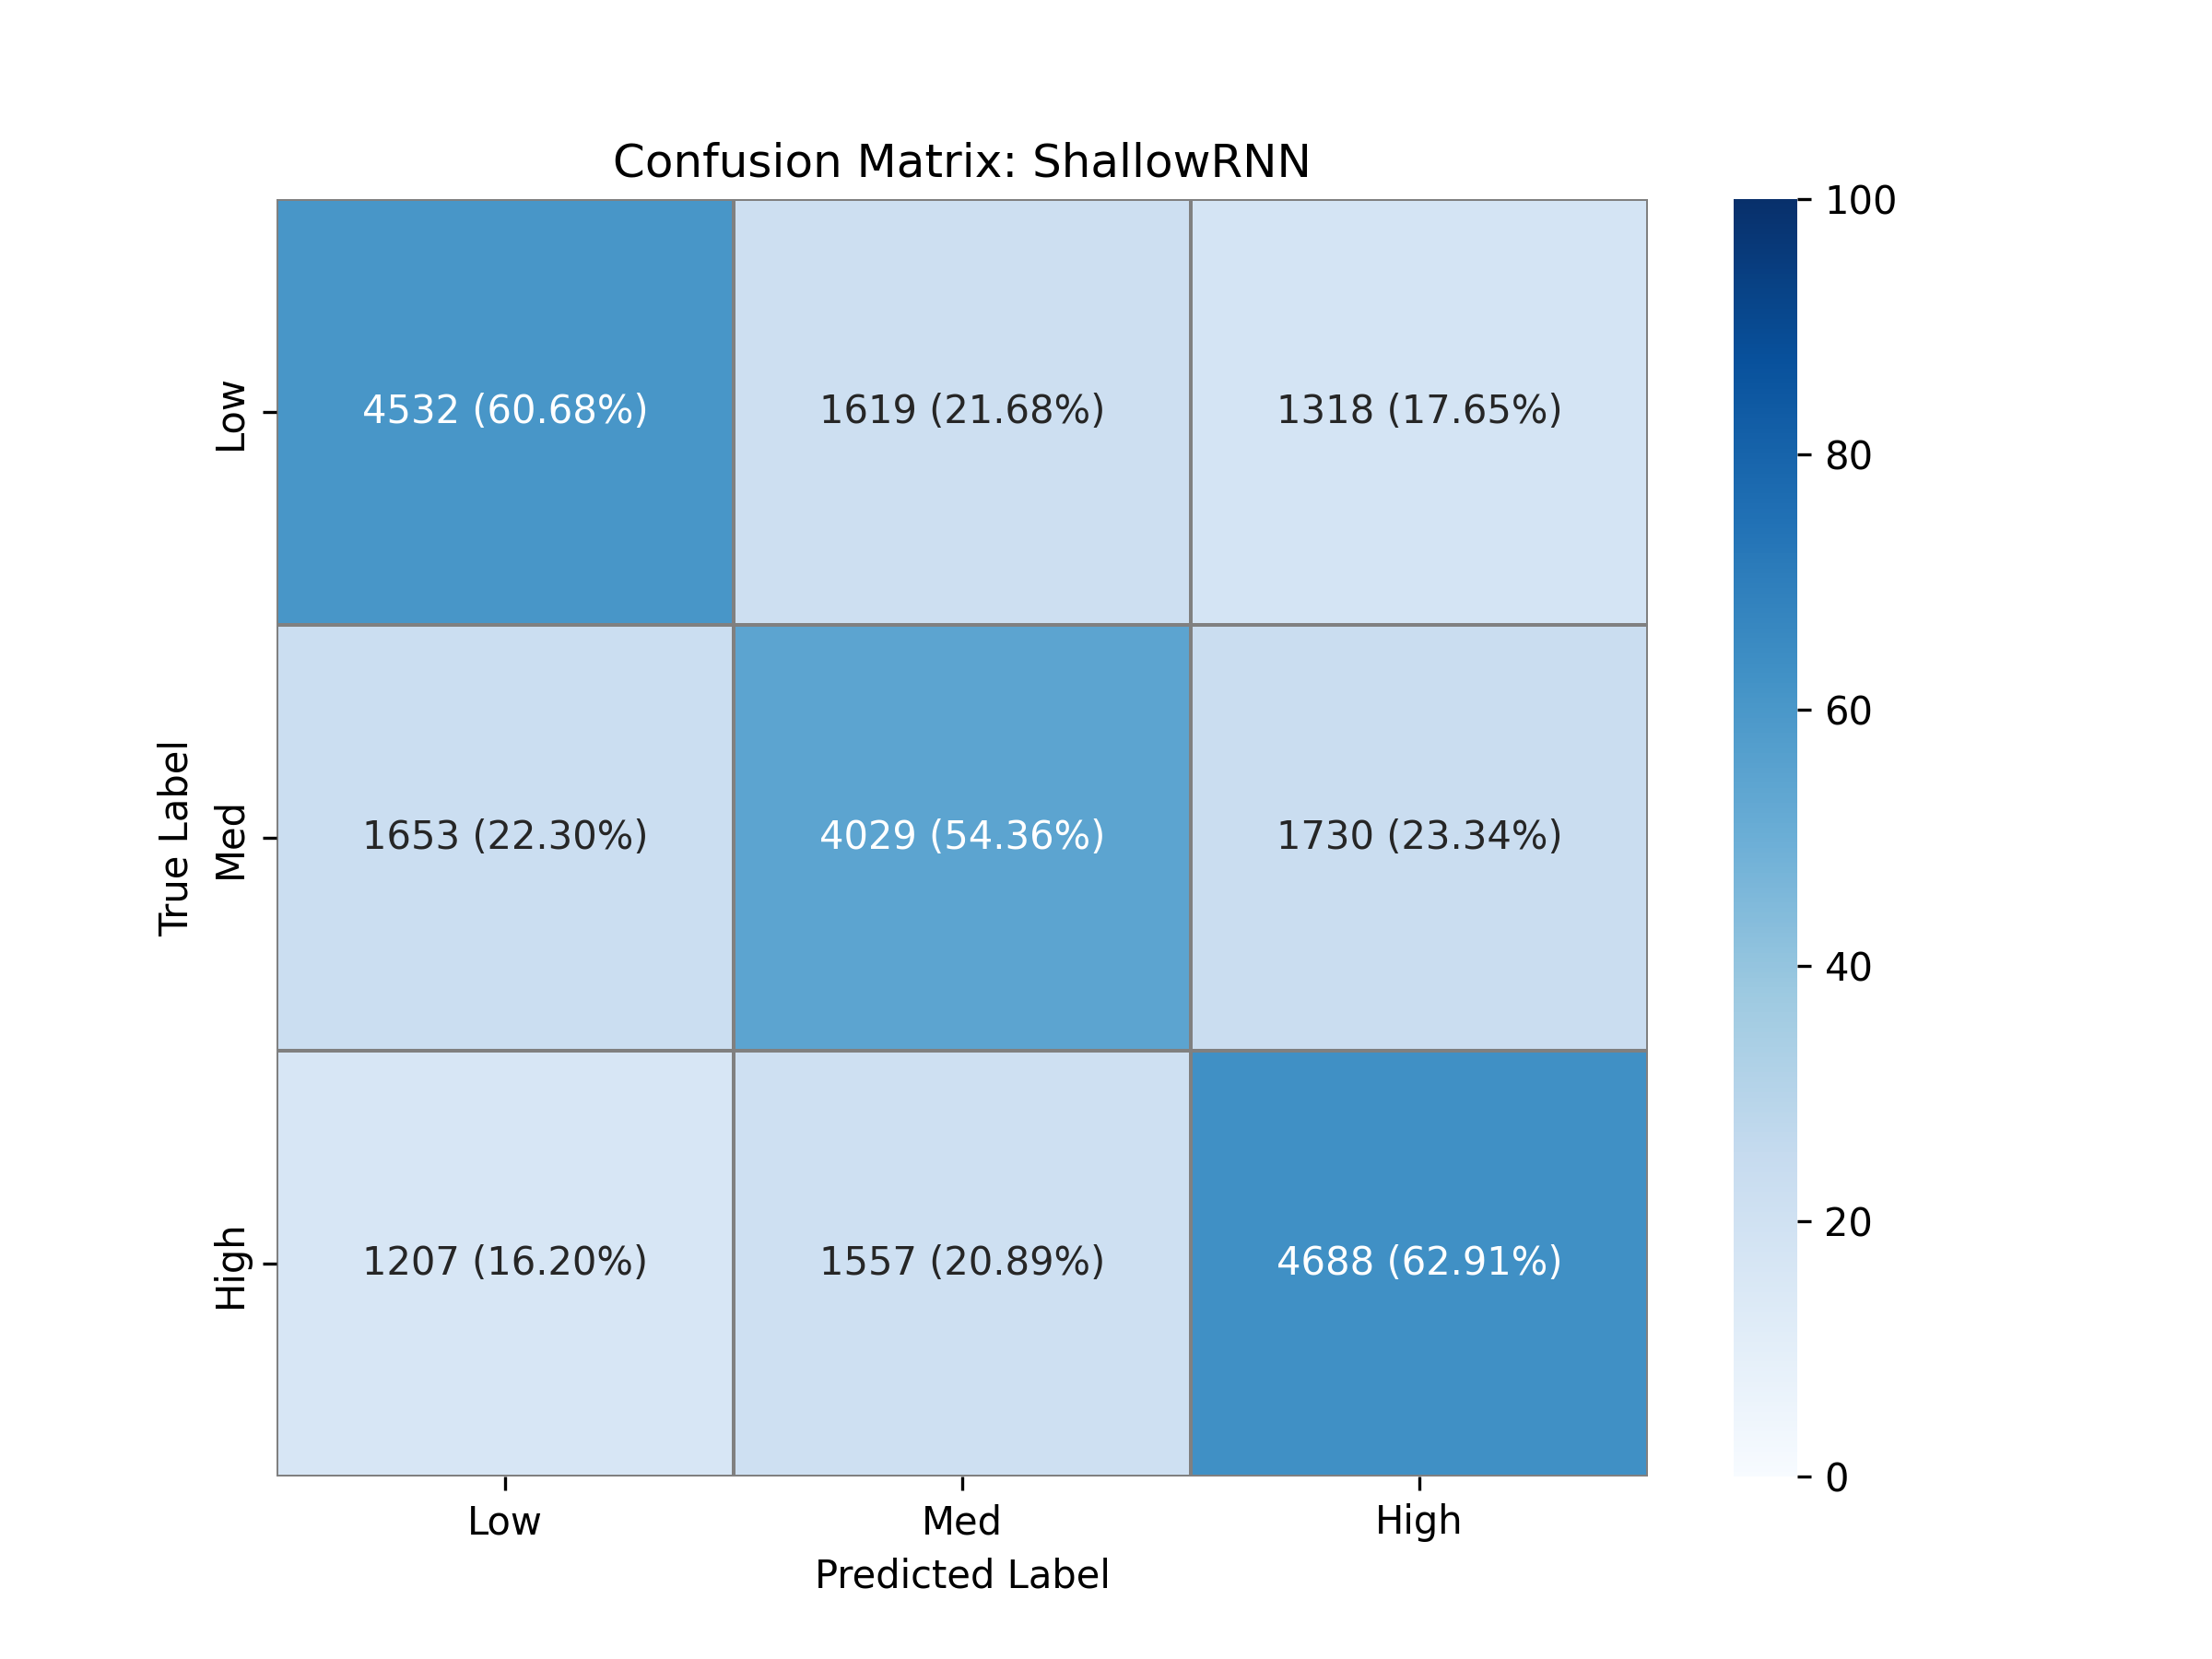 Confusion Matrix: ShallowRNN
Low
4532 (60.68%)
1619 (21.68%)
1318 (17.65%)
True Label
Med
1653 (22.30%)
4029 (54.36%)
1730 (23.34%)
High
1207 (16.20%)
1557 (20.89%)
4688 (62.91%)
Low
Med
High
Predicted Label
100
80
60
40
20
0